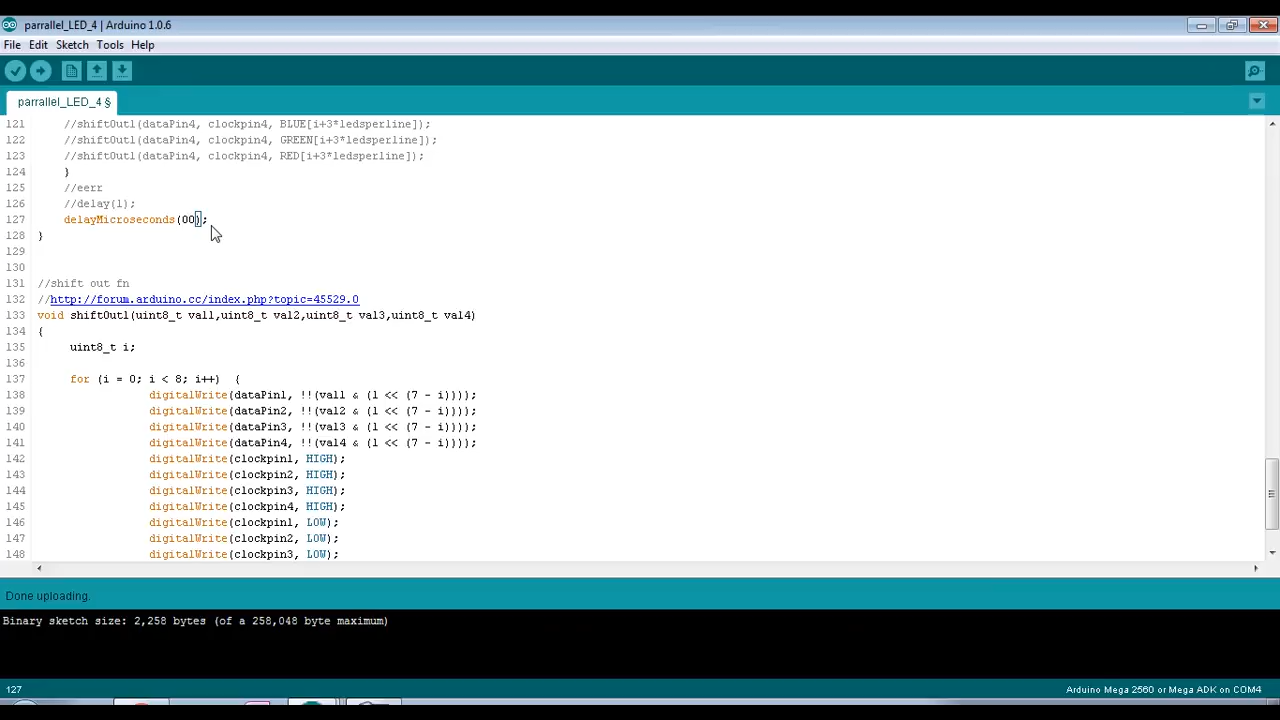 parrallel_LED_4 | Arduino 1.0.6
File Edit Sketch Tools Help
parrallel_LED_4 §
121 //shiftOut1(dataPin4, clockpin4, BLUE[i+3*ledsperline]);
122 //shiftOut1(dataPin4, clockpin4, GREEN[i+3*ledsperline]);
123 //shiftOut1(dataPin4, clockpin4, RED[i+3*ledsperline]);
124 }
125 //eerr
126 //delay(1);
127 delayMicroseconds(00);
128 }
129
130
131 //shift out fn
132 //http://forum.arduino.cc/index.php?topic=45529.0
133 void shiftOut1(uint8_t val1,uint8_t val2,uint8_t val3,uint8_t val4)
134 {
135 uint8_t i;
136
137 for (i = 0; i < 8; i++) {
138 digitalWrite(dataPin1, !!(val1 & (1 << (7 - i))));
139 digitalWrite(dataPin2, !!(val2 & (1 << (7 - i))));
140 digitalWrite(dataPin3, !!(val3 & (1 << (7 - i))));
141 digitalWrite(dataPin4, !!(val4 & (1 << (7 - i))));
142 digitalWrite(clockpin1, HIGH);
143 digitalWrite(clockpin2, HIGH);
144 digitalWrite(clockpin3, HIGH);
145 digitalWrite(clockpin4, HIGH);
146 digitalWrite(clockpin1, LOW);
147 digitalWrite(clockpin2, LOW);
148 digitalWrite(clockpin3, LOW);
Done uploading.
Binary sketch size: 2,258 bytes (of a 258,048 byte maximum)
127 Arduino Mega 2560 or Mega ADK on COM4